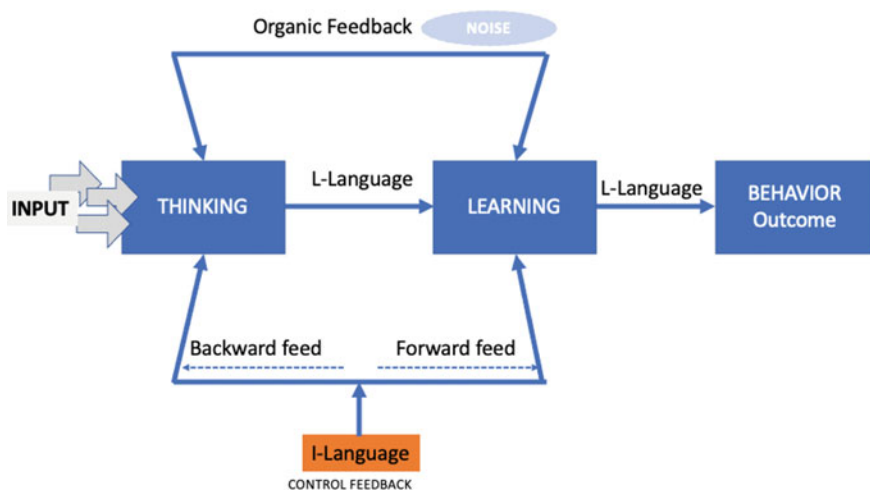 Organic Feedback
NOISE
L-Language
L-Language
INPUT
THINKING
LEARNING
BEHAVIOR
Outcome
Backward feed
Forward feed
I-Language
CONTROL FEEDBACK